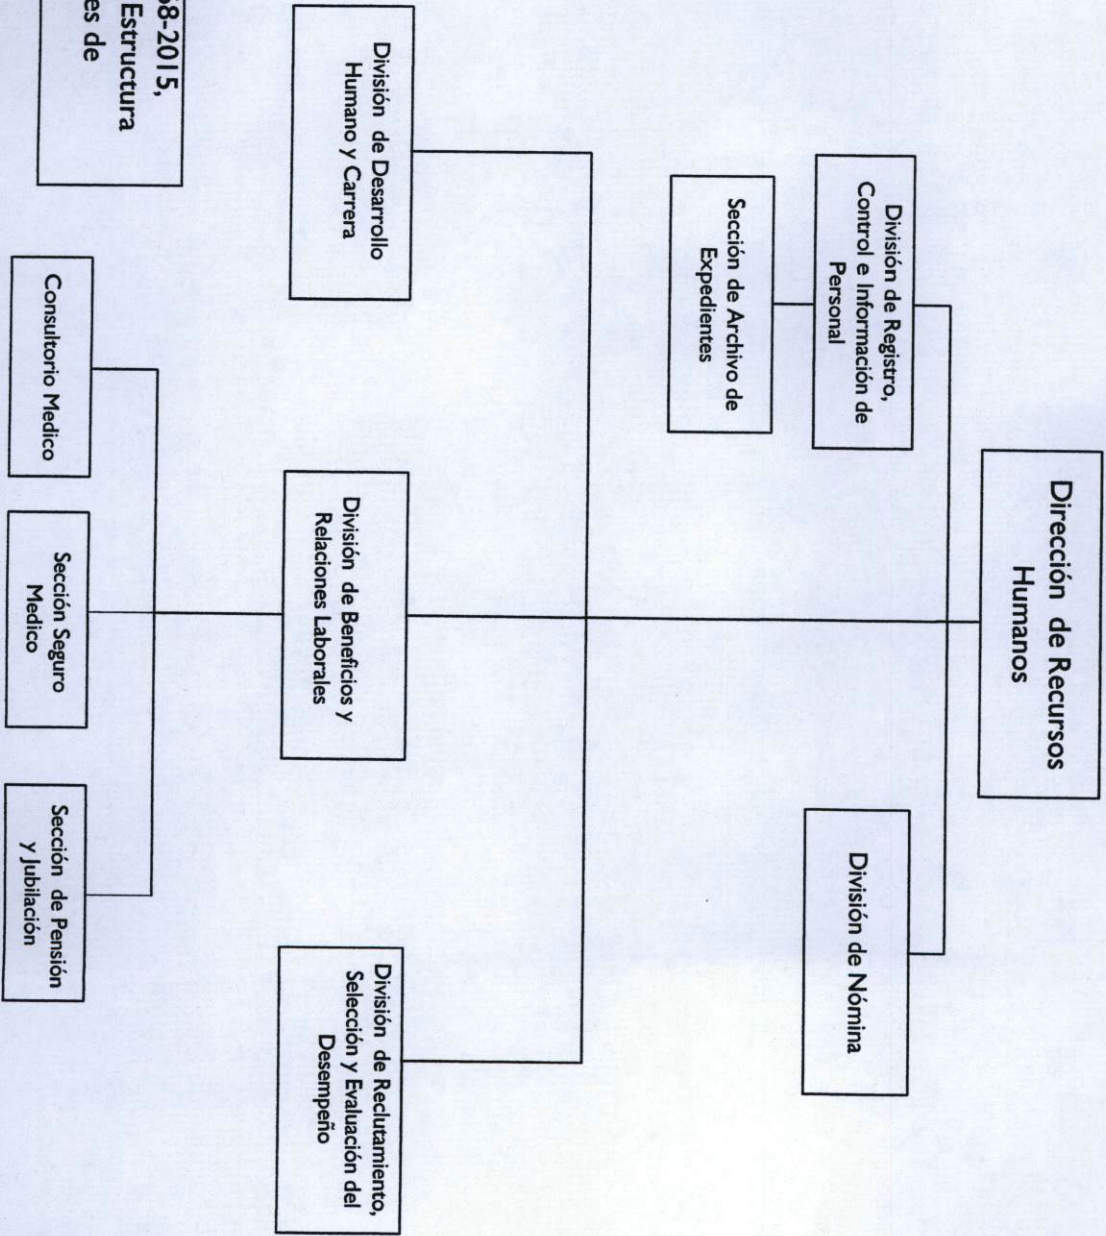 Dirección de Recursos
Humanos
División de Registro,
Control e Información de
Personal
División de Nómina
Sección de Archivo de
Expedientes
División de Desarrollo
Humano y Carrera
División de Beneficios y
Relaciones Laborales
División de Reclutamiento,
Selección y Evaluación del
Desempeño
Consultorio Medico
Sección Seguro
Medico
Sección de Pensión
y Jubilación
68-2015,
Estructura
es de